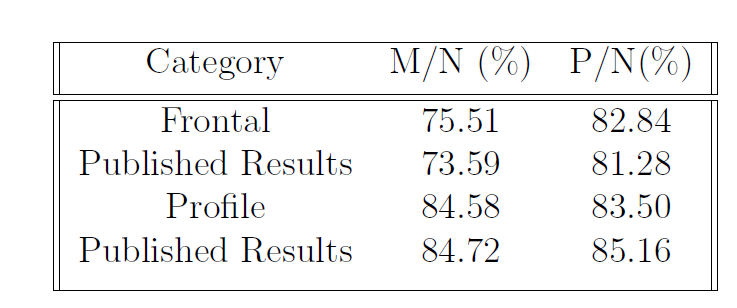 Category M/N (%) P/N(%)
Frontal 75.51 82.84
Published Results 73.59 81.28
Profile 84.58 83.50
Published Results 84.72 85.16